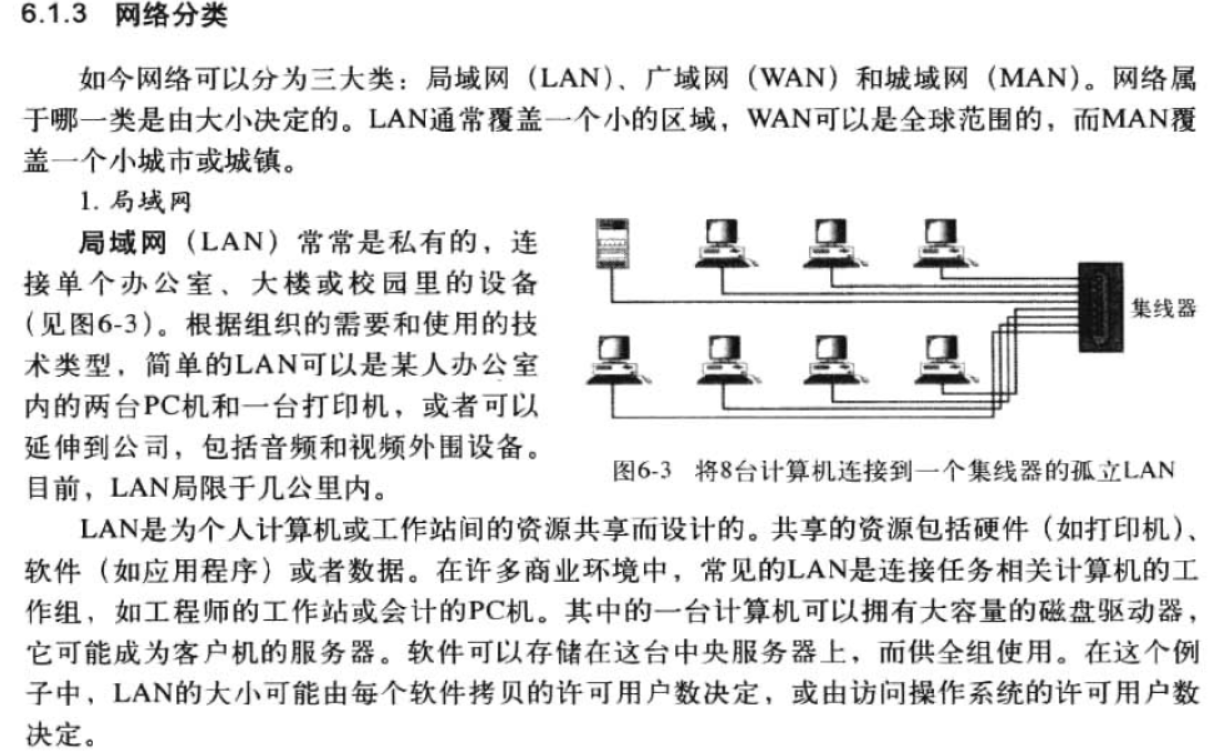 6.1.3 网络分类
如今网络可以分为三大类：局域网（LAN）、广域网（WAN）和城域网（MAN）。网络属
于哪一类是由大小决定的。LAN通常覆盖一个小的区域，WAN可以是全球范围的，而MAN覆
盖一个小城市或城镇。
1. 局域网
局域网（LAN）常常是私有的，连
接单个办公室、大楼或校园里的设备
（见图6-3）。根据组织的需要和使用的技
术类型，简单的LAN可以是某人办公室
内的两台PC机和一台打印机，或者可以
延伸到公司，包括音频和视频外围设备。
目前，LAN局限于几公里内。
集线器
图6-3 将8台计算机连接到一个集线器的孤立LAN
LAN是为个人计算机或工作站间的资源共享而设计的。共享的资源包括硬件（如打印机）、
软件（如应用程序）或者数据。在许多商业环境中，常见的LAN是连接任务相关计算机的工
作组，如工程师的工作站或会计的PC机。其中的一台计算机可以拥有大容量的磁盘驱动器，
它可能成为客户机的服务器。软件可以存储在这台中央服务器上，而供全组使用。在这个例
子中，LAN的大小可能由每个软件拷贝的许可用户数决定，或由访问操作系统的许可用户数
决定。